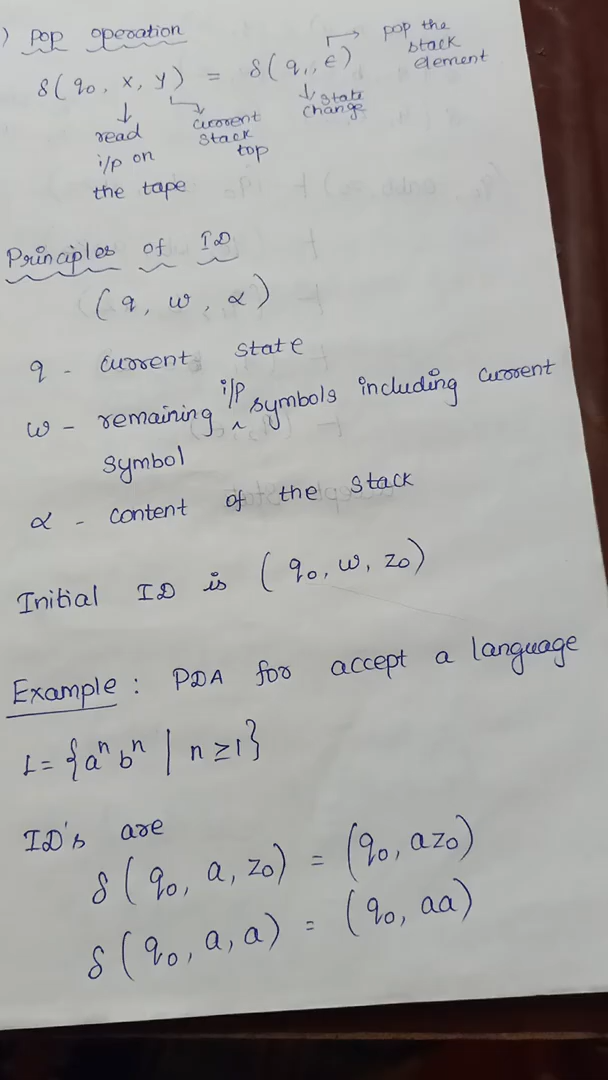 ) Pop operation
δ(q₀, x, y) = δ(q₁, ε) → pop the stack element
↓ read i/p on the tape
↳ current stack top
↓ state change
Principles of ID
(q, w, α)
q - current state
w - remaining i/p symbols including current
symbol
α - content of the stack
Initial ID is (q₀, w, z₀)
Example : PDA for accept a language
L = {aⁿ bⁿ | n ≥ 1}
ID's are
δ(q₀, a, z₀) = (q₀, az₀)
δ(q₀, a, a) = (q₀, aa)